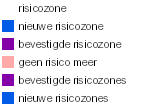 risicozone
nieuwe risicozone
bevestigde risicozone
geen risico meer
bevestigde risicozones
nieuwe risicozones